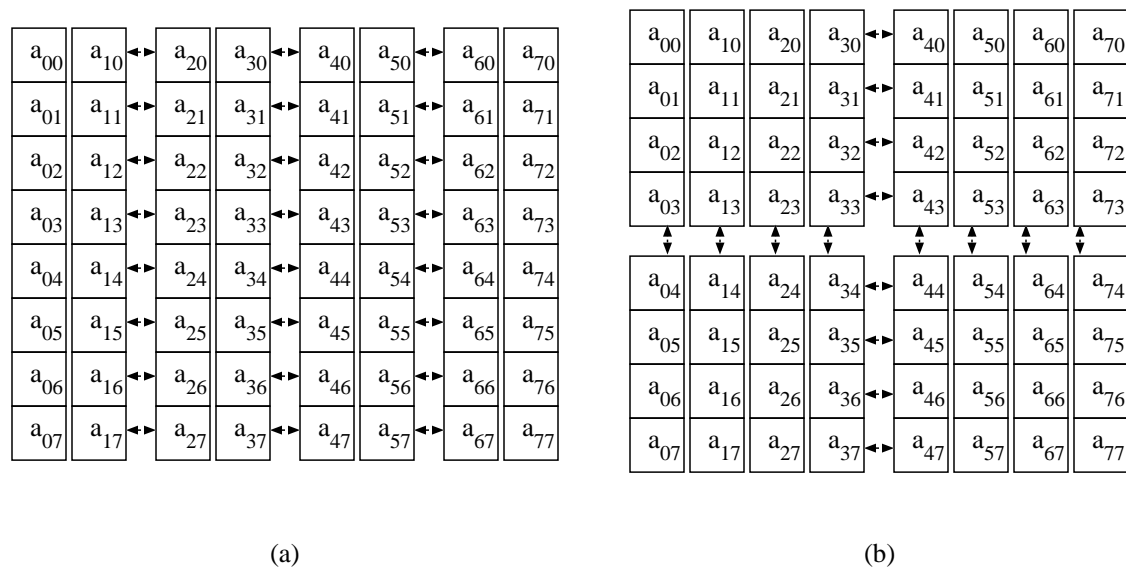 a00 a10 a20 a30 a40 a50 a60 a70
a01 a11 a21 a31 a41 a51 a61 a71
a02 a12 a22 a32 a42 a52 a62 a72
a03 a13 a23 a33 a43 a53 a63 a73
a04 a14 a24 a34 a44 a54 a64 a74
a05 a15 a25 a35 a45 a55 a65 a75
a06 a16 a26 a36 a46 a56 a66 a76
a07 a17 a27 a37 a47 a57 a67 a77
(a)
a00 a10 a20 a30 a40 a50 a60 a70
a01 a11 a21 a31 a41 a51 a61 a71
a02 a12 a22 a32 a42 a52 a62 a72
a03 a13 a23 a33 a43 a53 a63 a73
a04 a14 a24 a34 a44 a54 a64 a74
a05 a15 a25 a35 a45 a55 a65 a75
a06 a16 a26 a36 a46 a56 a66 a76
a07 a17 a27 a37 a47 a57 a67 a77
(b)